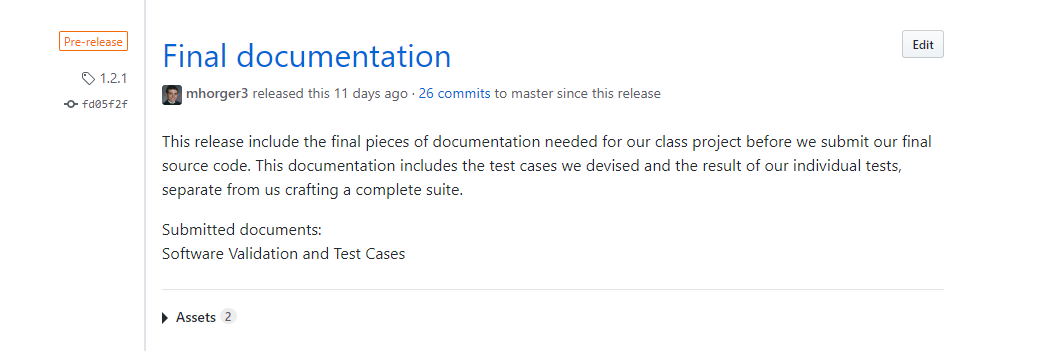 Pre-release
1.2.1
fd05f2f
Final documentation
Edit
mhorger3 released this 11 days ago · 26 commits to master since this release
This release include the final pieces of documentation needed for our class project before we submit our final
source code. This documentation includes the test cases we devised and the result of our individual tests,
separate from us crafting a complete suite.
Submitted documents:
Software Validation and Test Cases
Assets 2